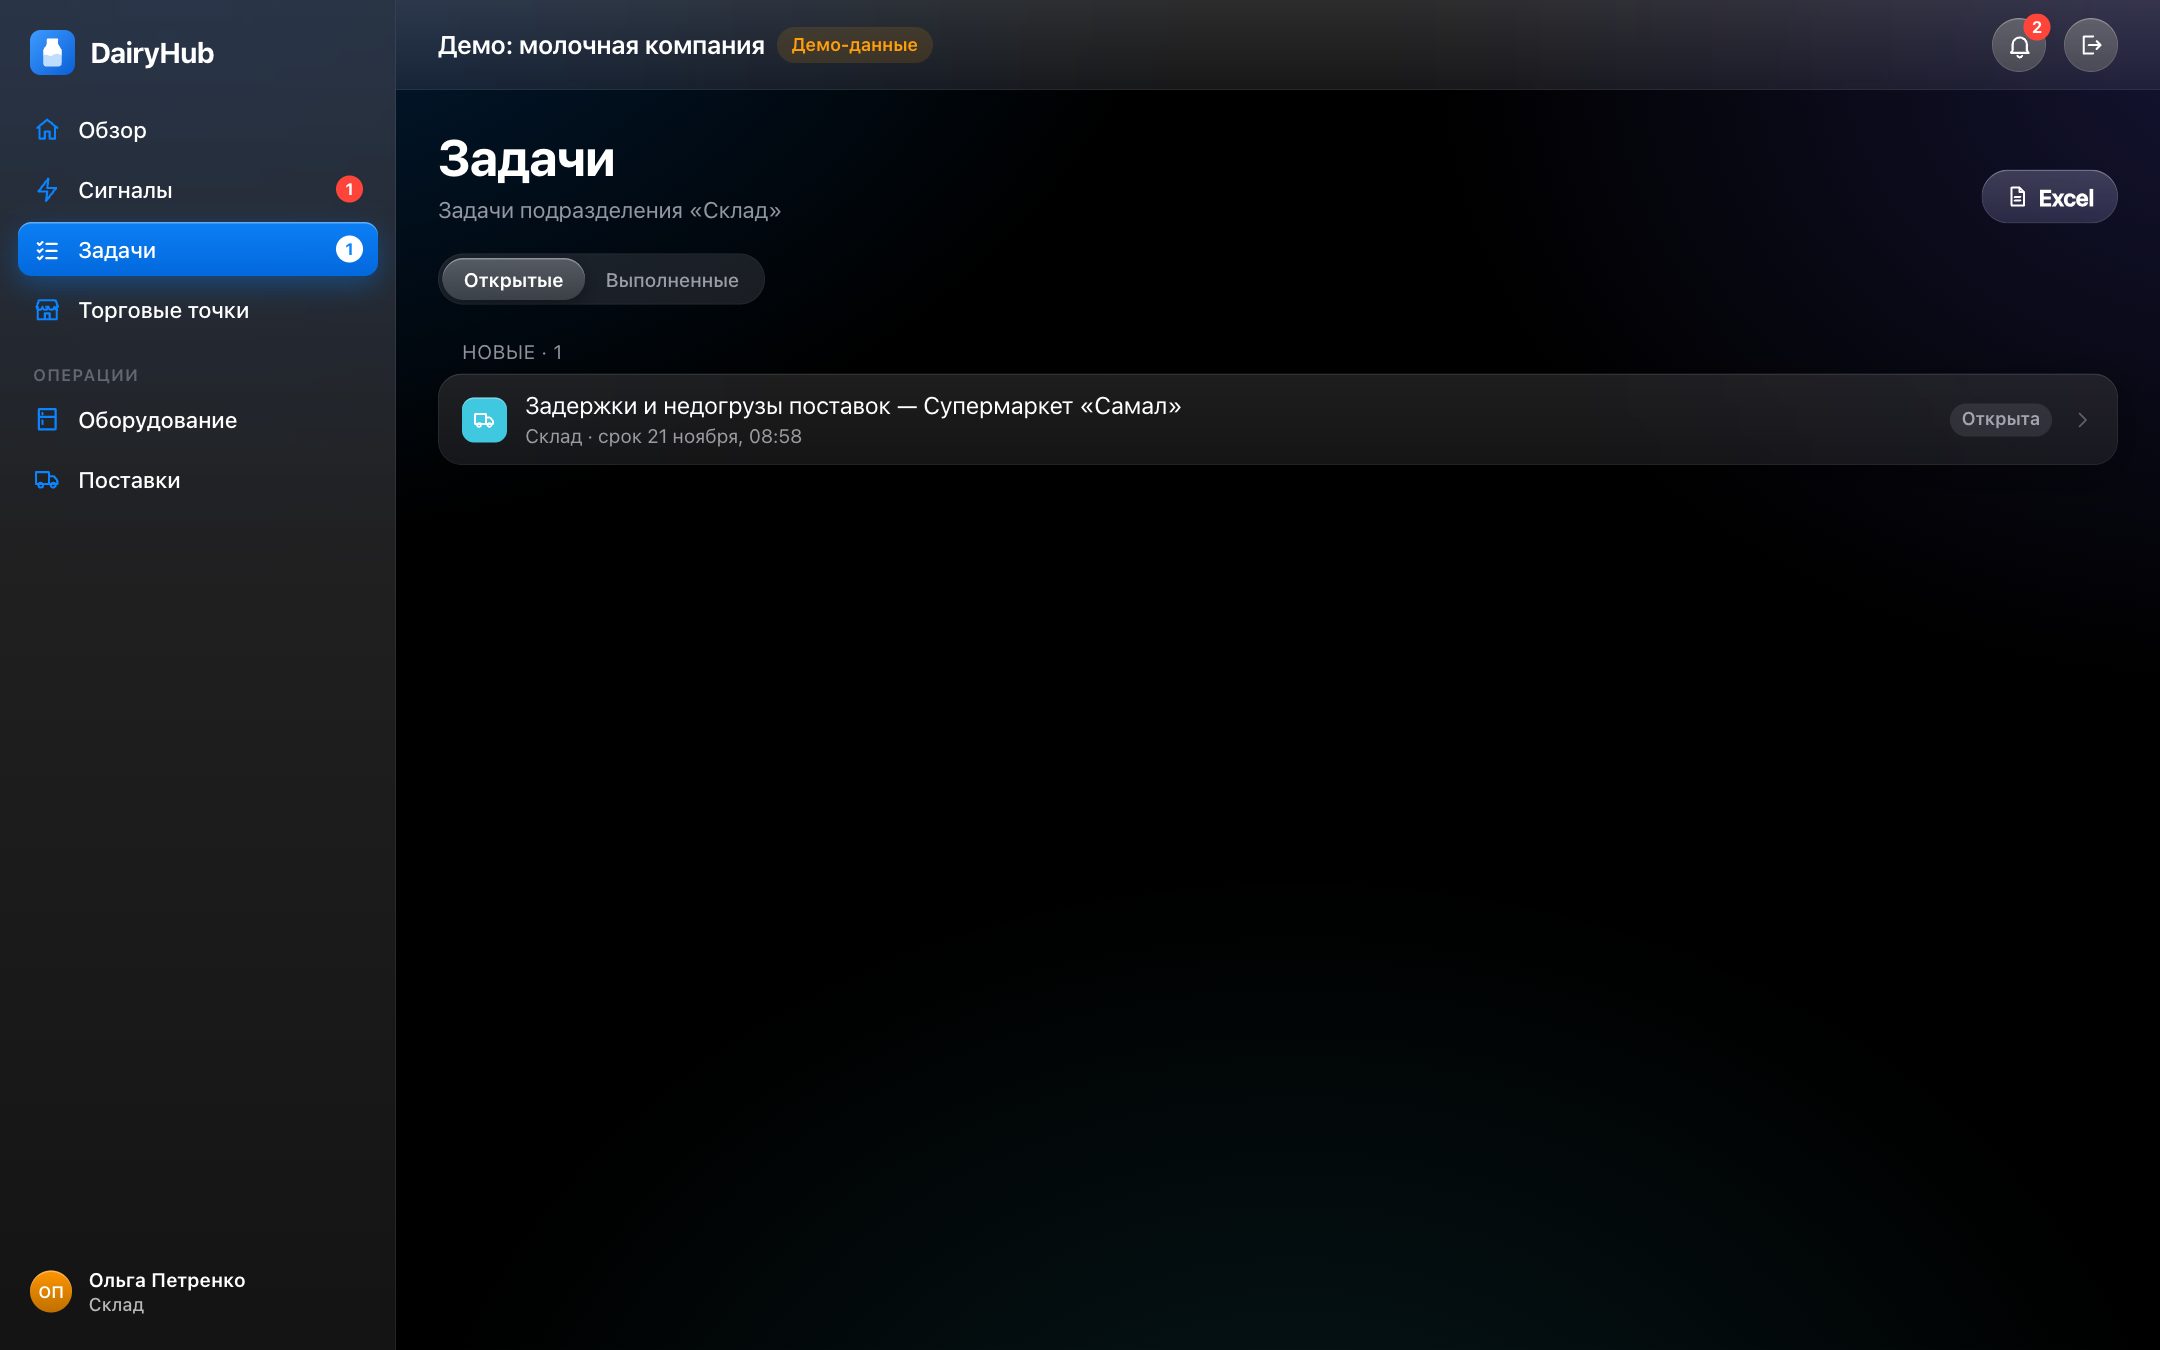 DairyHub
Обзор
Сигналы 1
Задачи 1
Торговые точки
ОПЕРАЦИИ
Оборудование
Поставки
ОП
Ольга Петренко
Склад
Демо: молочная компания Демо-данные
2
Задачи
Задачи подразделения «Склад»
Excel
Открытые Выполненные
НОВЫЕ · 1
Задержки и недогрузы поставок — Супермаркет «Самал»
Склад · срок 21 ноября, 08:58
Открыта